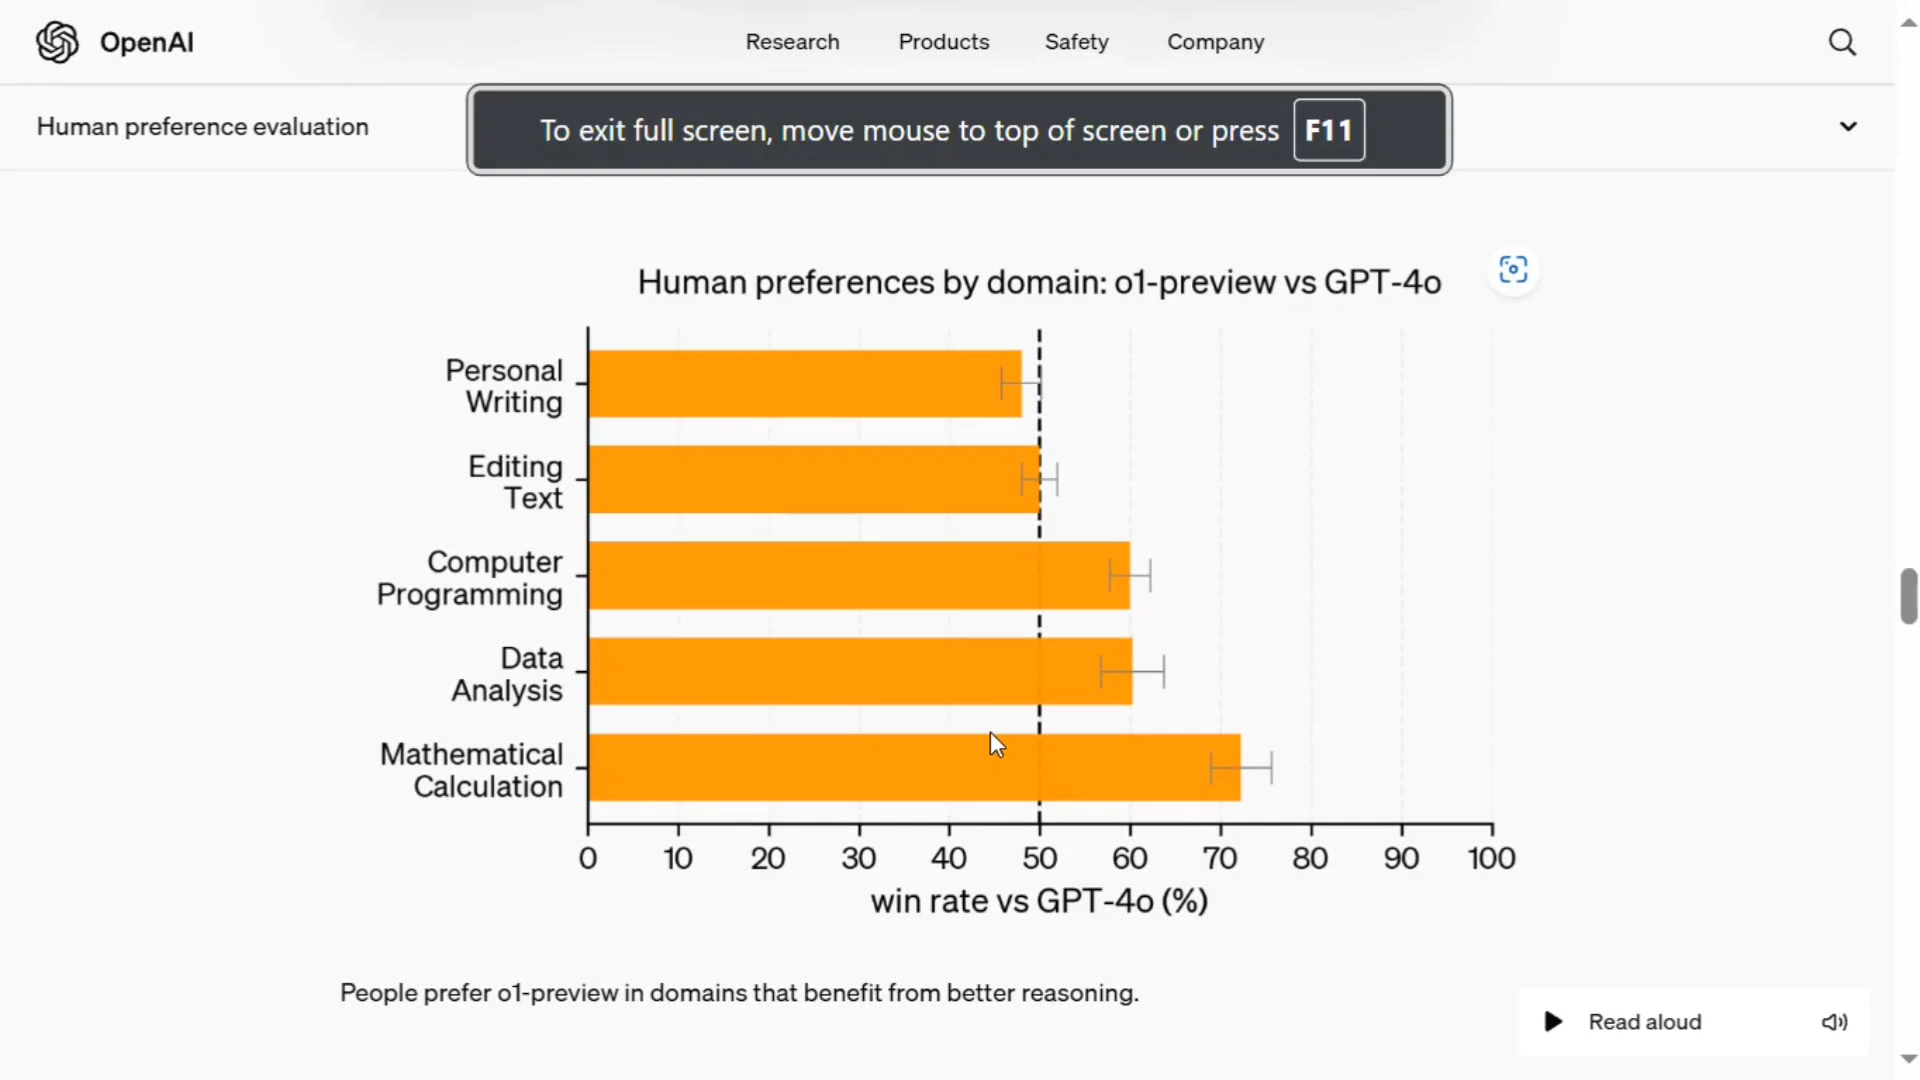 OpenAI
Research Products Safety Company
Human preference evaluation
To exit full screen, move mouse to top of screen or press F11
Human preferences by domain: o1-preview vs GPT-4o
Personal
Writing
Editing
Text
Computer
Programming
Data
Analysis
Mathematical
Calculation
0 10 20 30 40 50 60 70 80 90 100
win rate vs GPT-4o (%)
People prefer o1-preview in domains that benefit from better reasoning.
Read aloud